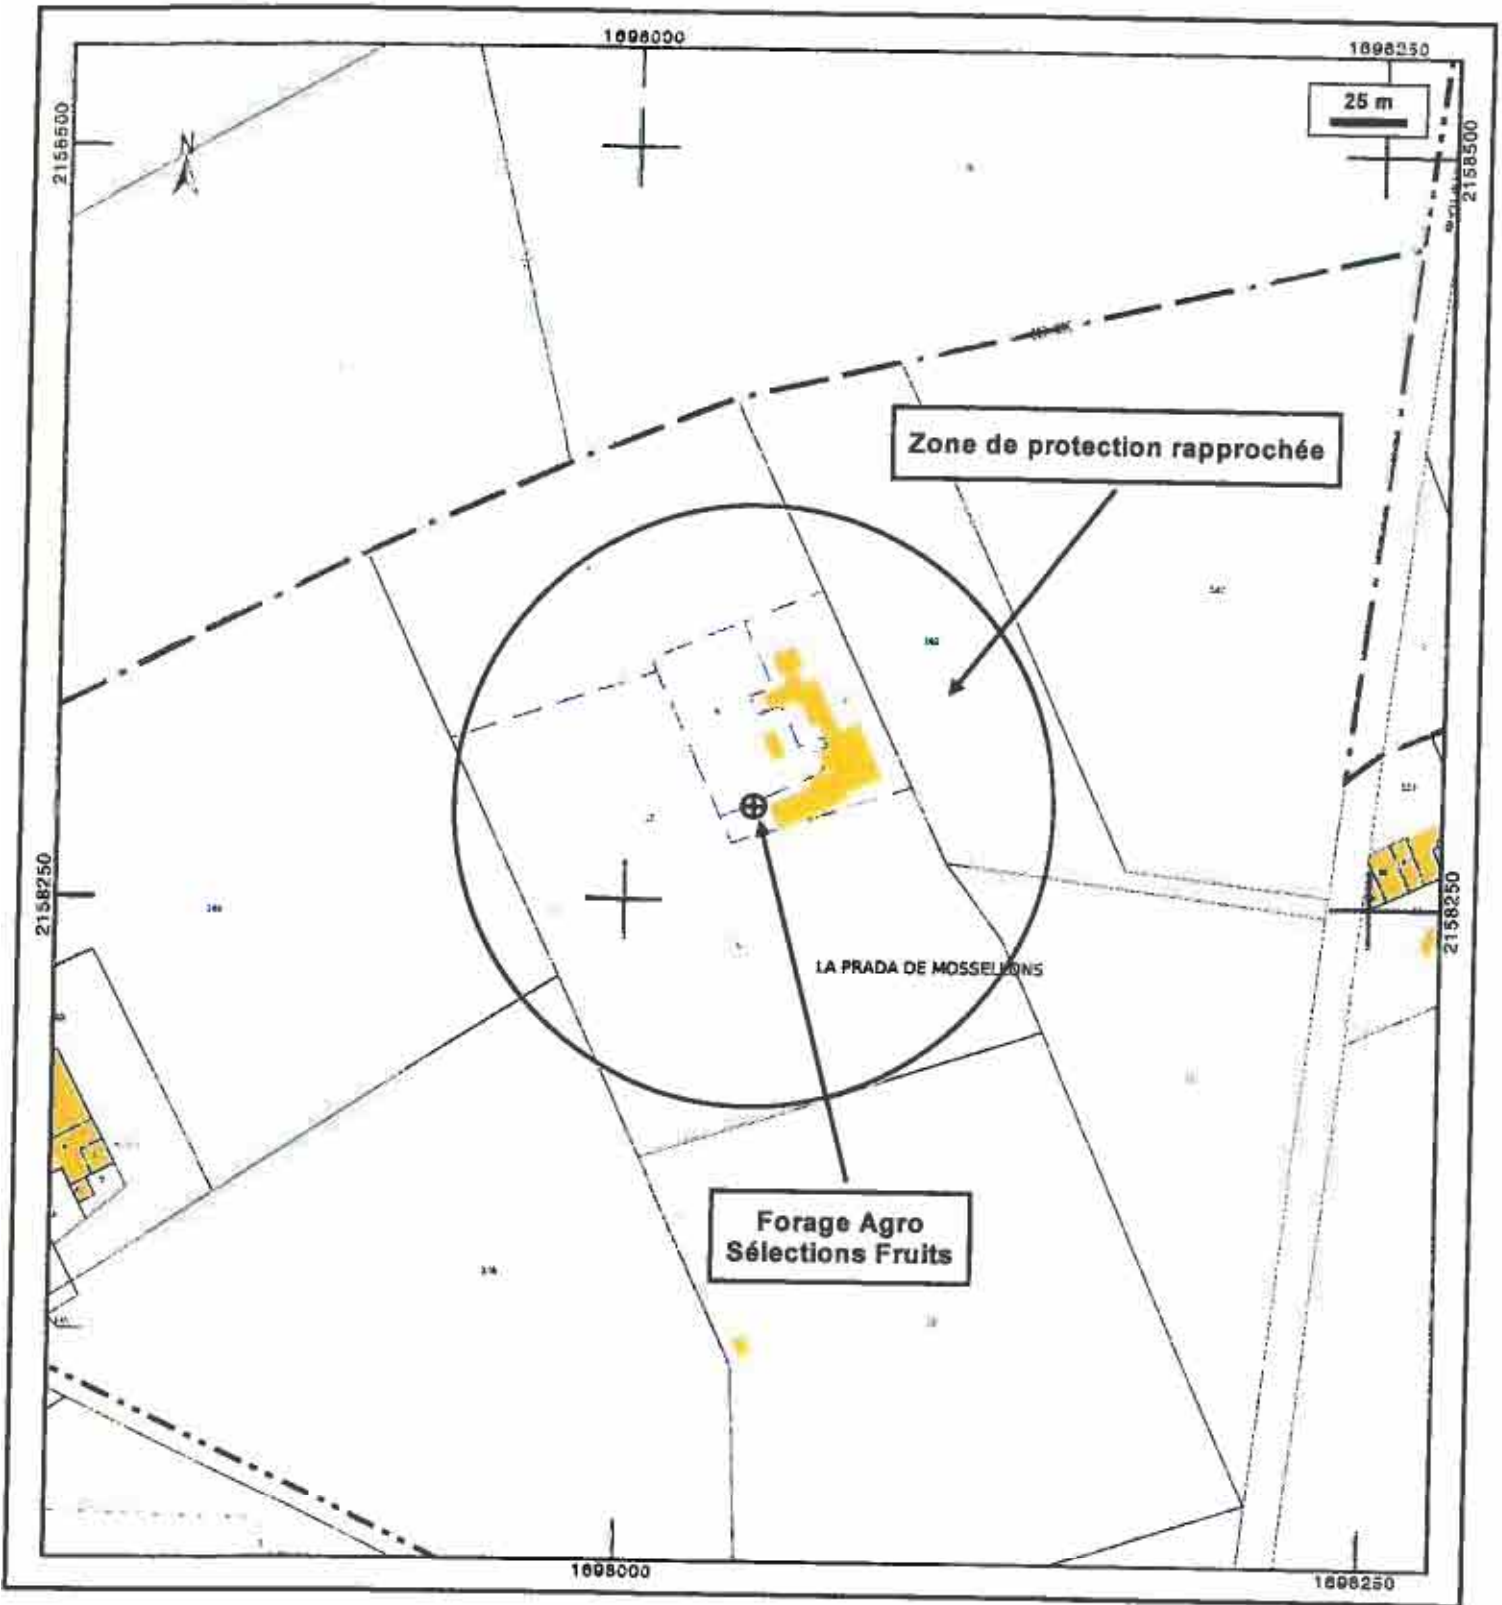 1698000
1698250
25 m
2158500
2158500
N
Zone de protection rapprochée
2158250
2158250
LA PRADA DE MOSSELLONS
Forage Agro
Sélections Fruits
1698000
1698250